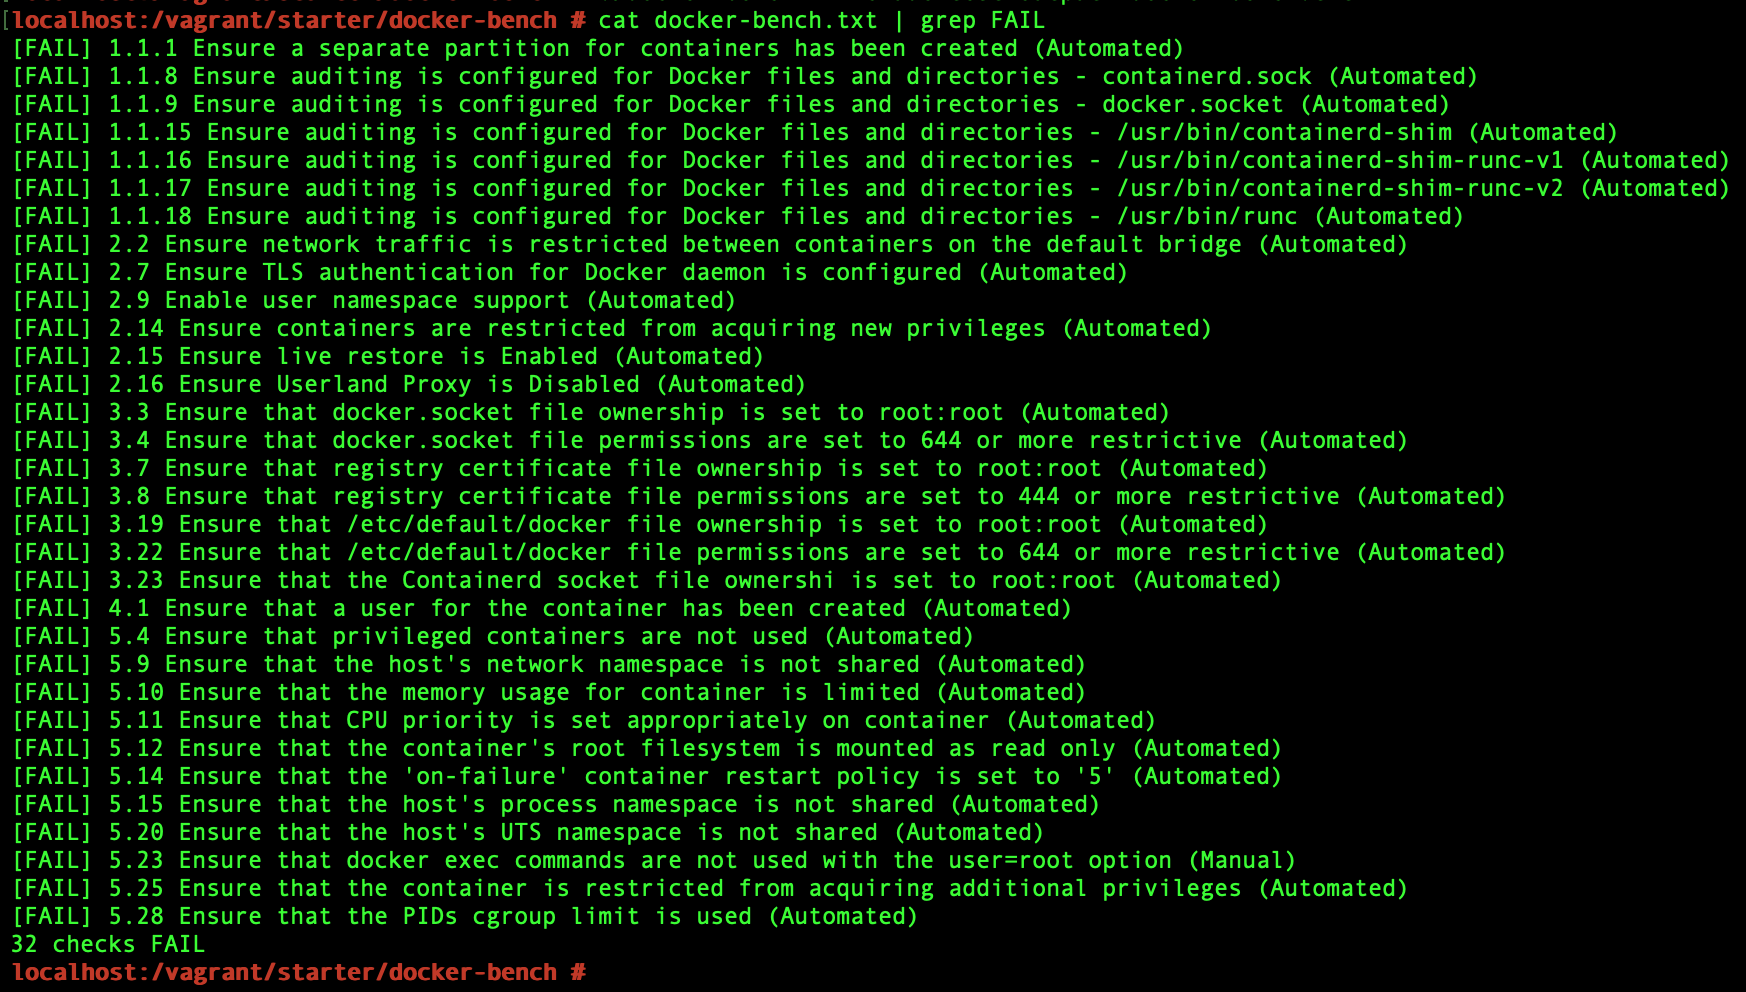 localhost:/vagrant/starter/docker-bench # cat docker-bench.txt | grep FAIL
[FAIL] 1.1.1 Ensure a separate partition for containers has been created (Automated)
[FAIL] 1.1.8 Ensure auditing is configured for Docker files and directories - containerd.sock (Automated)
[FAIL] 1.1.9 Ensure auditing is configured for Docker files and directories - docker.socket (Automated)
[FAIL] 1.1.15 Ensure auditing is configured for Docker files and directories - /usr/bin/containerd-shim (Automated)
[FAIL] 1.1.16 Ensure auditing is configured for Docker files and directories - /usr/bin/containerd-shim-runc-v1 (Automated)
[FAIL] 1.1.17 Ensure auditing is configured for Docker files and directories - /usr/bin/containerd-shim-runc-v2 (Automated)
[FAIL] 1.1.18 Ensure auditing is configured for Docker files and directories - /usr/bin/runc (Automated)
[FAIL] 2.2 Ensure network traffic is restricted between containers on the default bridge (Automated)
[FAIL] 2.7 Ensure TLS authentication for Docker daemon is configured (Automated)
[FAIL] 2.9 Enable user namespace support (Automated)
[FAIL] 2.14 Ensure containers are restricted from acquiring new privileges (Automated)
[FAIL] 2.15 Ensure live restore is Enabled (Automated)
[FAIL] 2.16 Ensure Userland Proxy is Disabled (Automated)
[FAIL] 3.3 Ensure that docker.socket file ownership is set to root:root (Automated)
[FAIL] 3.4 Ensure that docker.socket file permissions are set to 644 or more restrictive (Automated)
[FAIL] 3.7 Ensure that registry certificate file ownership is set to root:root (Automated)
[FAIL] 3.8 Ensure that registry certificate file permissions are set to 444 or more restrictive (Automated)
[FAIL] 3.19 Ensure that /etc/default/docker file ownership is set to root:root (Automated)
[FAIL] 3.22 Ensure that /etc/default/docker file permissions are set to 644 or more restrictive (Automated)
[FAIL] 3.23 Ensure that the Containerd socket file ownershi is set to root:root (Automated)
[FAIL] 4.1 Ensure that a user for the container has been created (Automated)
[FAIL] 5.4 Ensure that privileged containers are not used (Automated)
[FAIL] 5.9 Ensure that the host's network namespace is not shared (Automated)
[FAIL] 5.10 Ensure that the memory usage for container is limited (Automated)
[FAIL] 5.11 Ensure that CPU priority is set appropriately on container (Automated)
[FAIL] 5.12 Ensure that the container's root filesystem is mounted as read only (Automated)
[FAIL] 5.14 Ensure that the 'on-failure' container restart policy is set to '5' (Automated)
[FAIL] 5.15 Ensure that the host's process namespace is not shared (Automated)
[FAIL] 5.20 Ensure that the host's UTS namespace is not shared (Automated)
[FAIL] 5.23 Ensure that docker exec commands are not used with the user=root option (Manual)
[FAIL] 5.25 Ensure that the container is restricted from acquiring additional privileges (Automated)
[FAIL] 5.28 Ensure that the PIDs cgroup limit is used (Automated)
32 checks FAIL
localhost:/vagrant/starter/docker-bench #